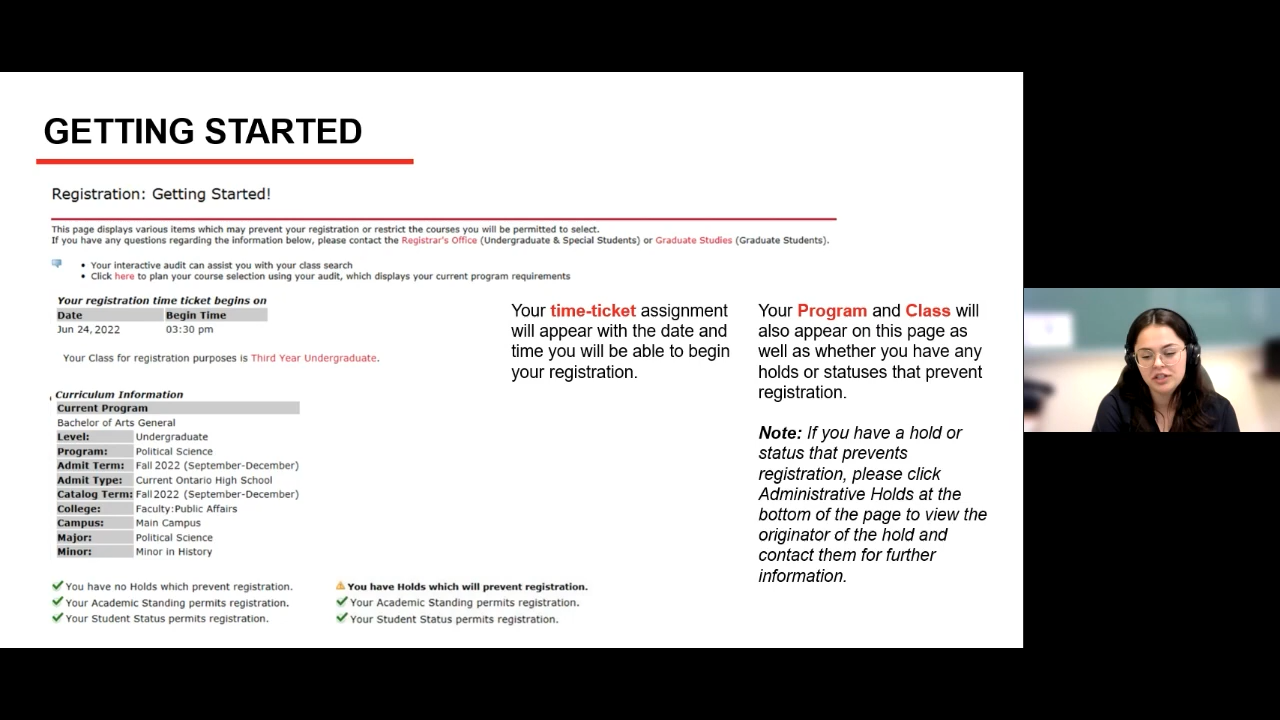 GETTING STARTED
Registration: Getting Started!
This page displays various items which may prevent your registration or restrict the courses you will be permitted to select.
If you have any questions regarding the information below, please contact the Registrar's Office (Undergraduate & Special Students) or Graduate Studies (Graduate Students).
• Your interactive audit can assist you with your class search
• Click here to plan your course selection using your audit, which displays your current program requirements
Your registration time ticket begins on
Date Begin Time
Jun 24, 2022 03:30 pm
Your Class for registration purposes is Third Year Undergraduate.
Curriculum Information
Current Program
Bachelor of Arts General
Level: Undergraduate
Program: Political Science
Admit Term: Fall 2022 (September-December)
Admit Type: Current Ontario High School
Catalog Term: Fall 2022 (September-December)
College: Faculty:Public Affairs
Campus: Main Campus
Major: Political Science
Minor: Minor in History
You have no Holds which prevent registration.
Your Academic Standing permits registration.
Your Student Status permits registration.
You have Holds which will prevent registration.
Your Academic Standing permits registration.
Your Student Status permits registration.
Your time-ticket assignment
will appear with the date and
time you will be able to begin
your registration.
Your Program and Class will
also appear on this page as
well as whether you have any
holds or statuses that prevent
registration.
Note: If you have a hold or
status that prevents
registration, please click
Administrative Holds at the
bottom of the page to view the
originator of the hold and
contact them for further
information.